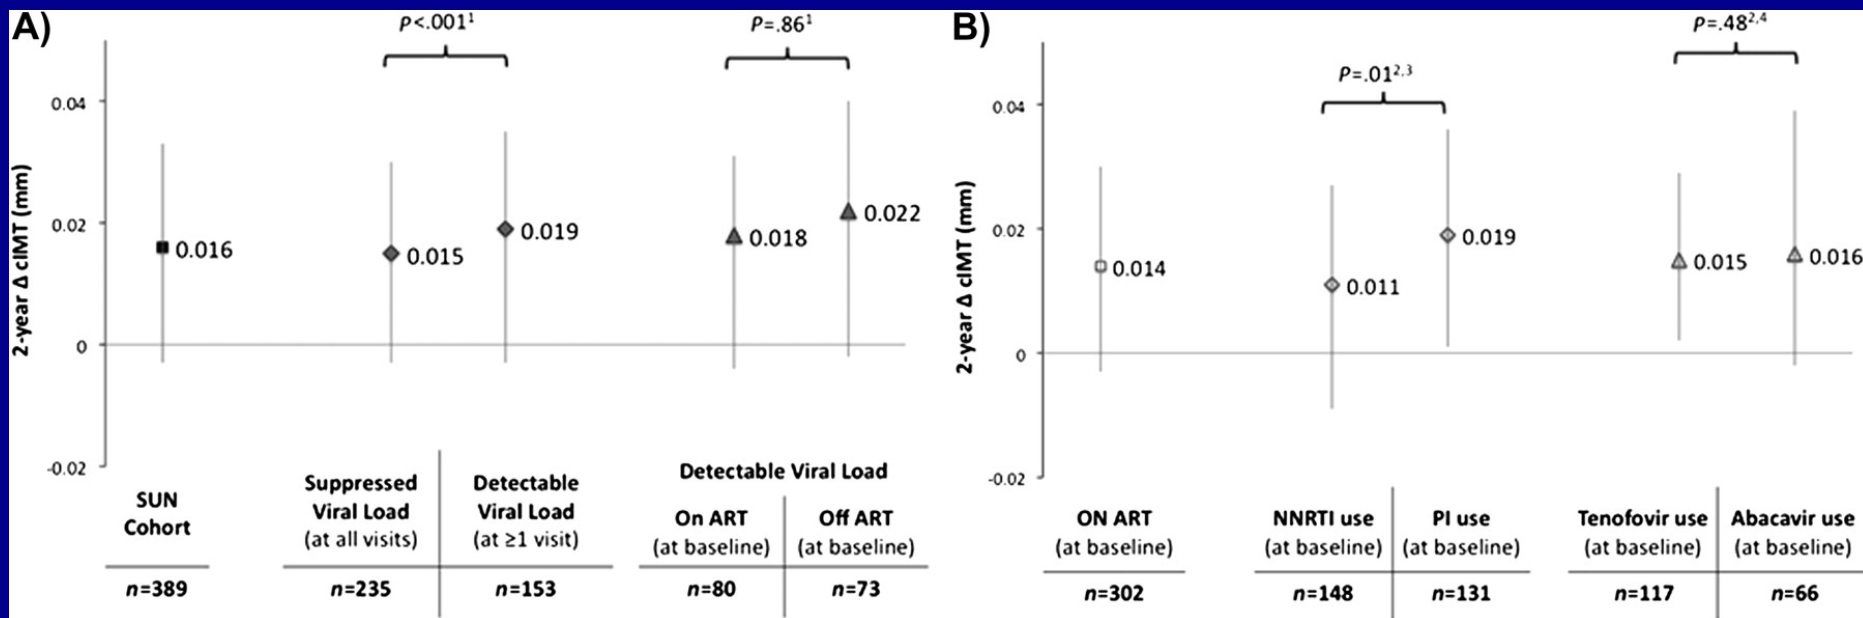 A)
P<.001¹
P=.86¹
2-year Δ cIMT (mm)
0.04
0.02
0
-0.02
0.016
0.015
0.019
0.018
0.022
SUN
Cohort
n=389
Suppressed
Viral Load
(at all visits)
n=235
Detectable
Viral Load
(at ≥1 visit)
n=153
Detectable Viral Load
On ART
(at baseline)
n=80
Off ART
(at baseline)
n=73
B)
P=.01²,³
P=.48²,⁴
2-year Δ cIMT (mm)
0.04
0.02
0
-0.02
0.014
0.011
0.019
0.015
0.016
ON ART
(at baseline)
n=302
NNRTI use
(at baseline)
n=148
PI use
(at baseline)
n=131
Tenofovir use
(at baseline)
n=117
Abacavir use
(at baseline)
n=66